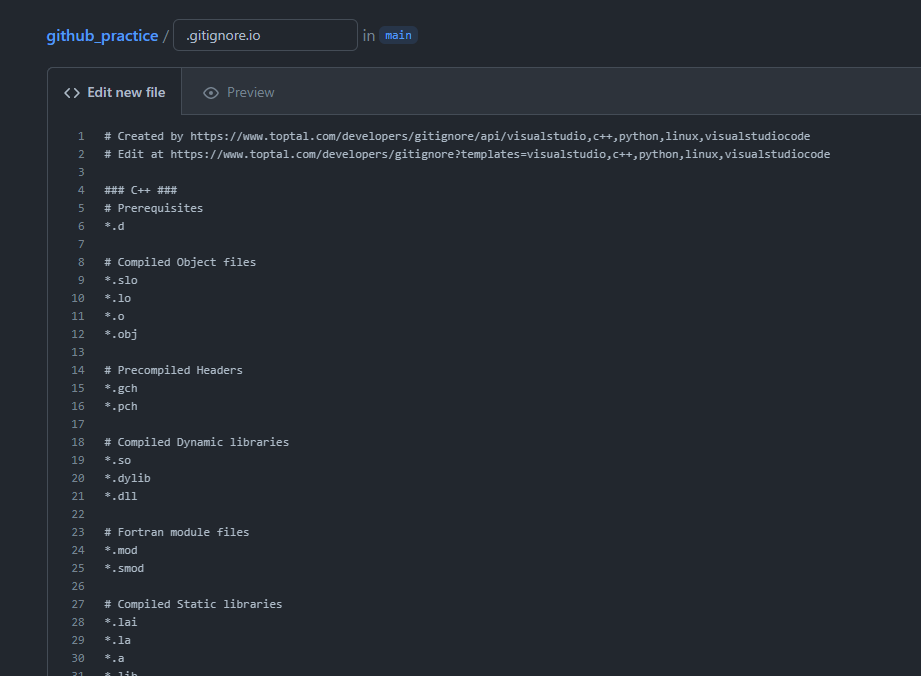 github_practice / .gitignore.io in main
<> Edit new file Preview
1 # Created by https://www.toptal.com/developers/gitignore/api/visualstudio,c++,python,linux,visualstudiocode
2 # Edit at https://www.toptal.com/developers/gitignore?templates=visualstudio,c++,python,linux,visualstudiocode
3
4 ### C++ ###
5 # Prerequisites
6 *.d
7
8 # Compiled Object files
9 *.slo
10 *.lo
11 *.o
12 *.obj
13
14 # Precompiled Headers
15 *.gch
16 *.pch
17
18 # Compiled Dynamic libraries
19 *.so
20 *.dylib
21 *.dll
22
23 # Fortran module files
24 *.mod
25 *.smod
26
27 # Compiled Static libraries
28 *.lai
29 *.la
30 *.a
31 *.lib